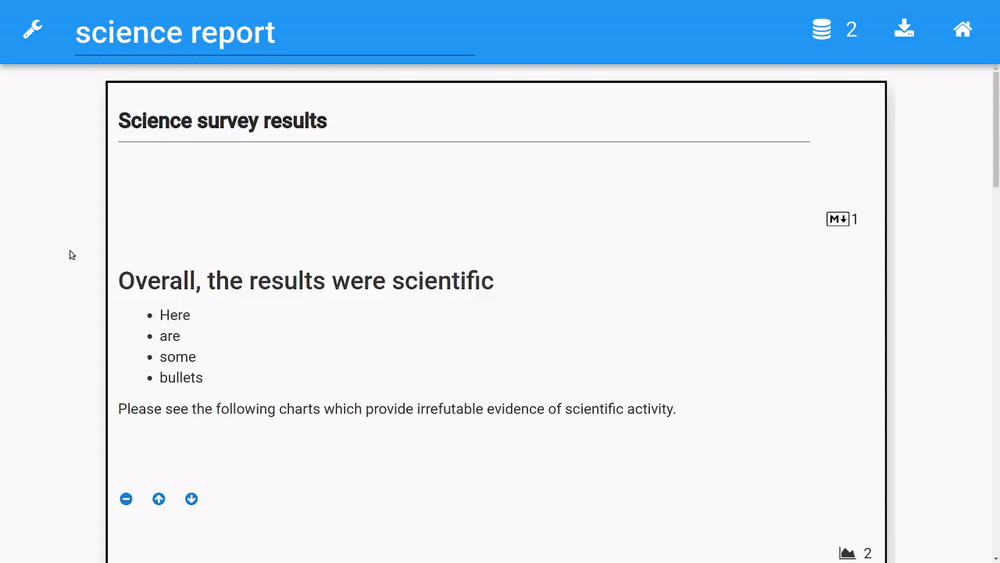 science report
2
Science survey results
M 1
Overall, the results were scientific
Here
are
some
bullets
Please see the following charts which provide irrefutable evidence of scientific activity.
2